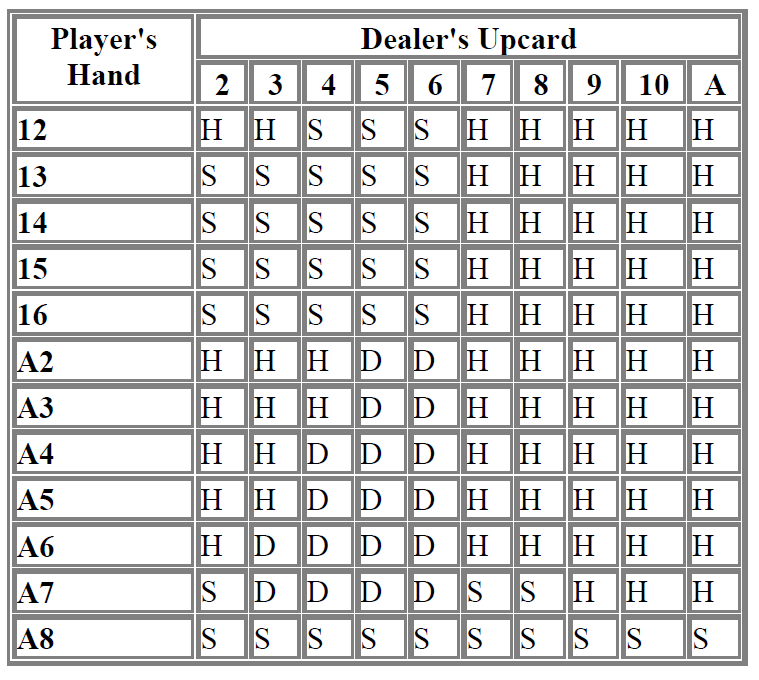 Player's Hand Dealer's Upcard
2 3 4 5 6 7 8 9 10 A
12 H H S S S H H H H H
13 S S S S S H H H H H
14 S S S S S H H H H H
15 S S S S S H H H H H
16 S S S S S H H H H H
A2 H H H D D H H H H H
A3 H H H D D H H H H H
A4 H H D D D H H H H H
A5 H H D D D H H H H H
A6 H D D D D H H H H H
A7 S D D D D S S H H H
A8 S S S S S S S S S S